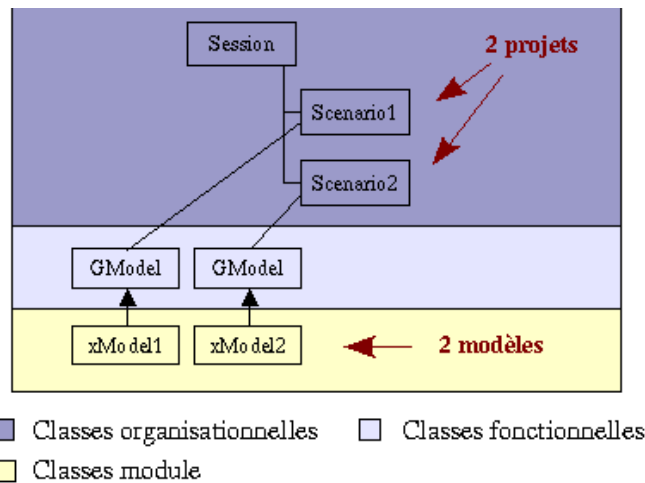 Session
2 projets
Scenario1
Scenario2
GModel GModel
xModel1 xModel2 2 modèles
Classes organisationnelles Classes fonctionnelles
Classes module